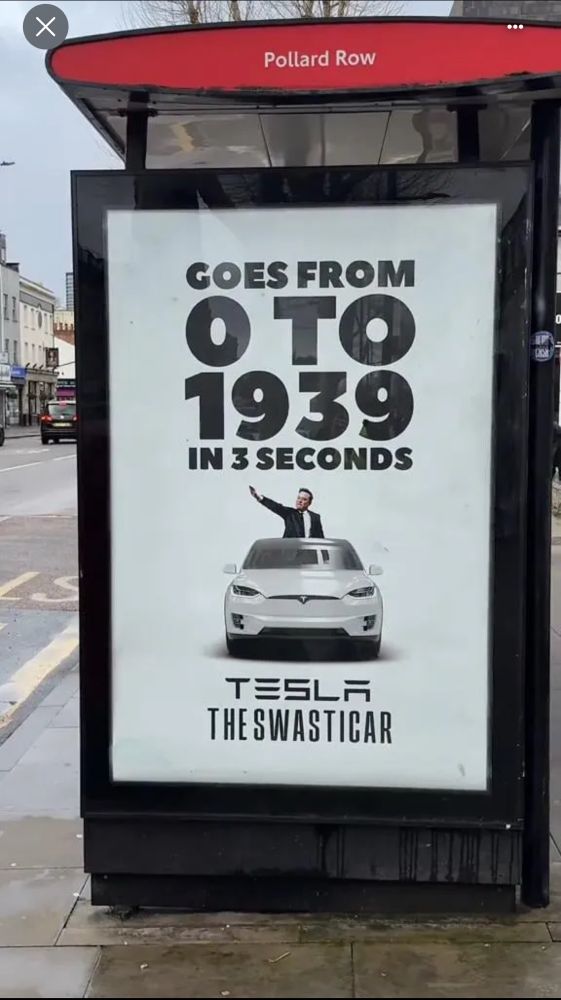 Pollard Row
GOES FROM
0 TO
1939
IN 3 SECONDS
TESLA
THE SWASTICAR